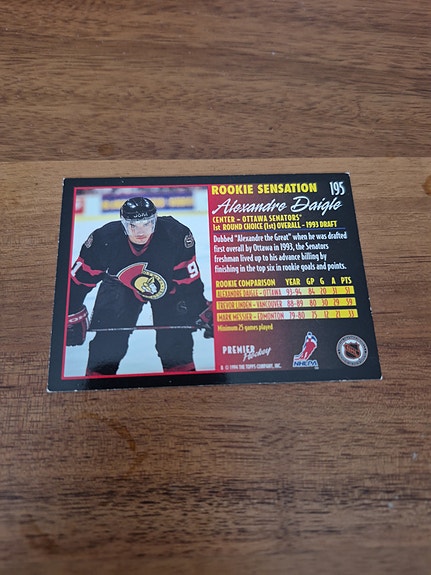 ROOKIE SENSATION 195
Alexandre Daigle
CENTER – OTTAWA SENATORS®
1st ROUND CHOICE (1st) OVERALL – 1993 DRAFT
Dubbed "Alexandre the Great" when he was drafted
first overall by Ottawa in 1993, the Senators
freshman lived up to his advance billing by
finishing in the top six in rookie goals and points.
ROOKIE COMPARISON YEAR GP G A PTS
ALEXANDRE DAIGLE – OTTAWA 93-94 84 20 31 51
TREVOR LINDEN – VANCOUVER 88-89 80 30 29 59
MARK MESSIER – EDMONTON 79-80 75 12 21 33
Minimum 25 games played
PREMIER
Hockey
NHLPA
© 1994 THE TOPPS COMPANY, INC.